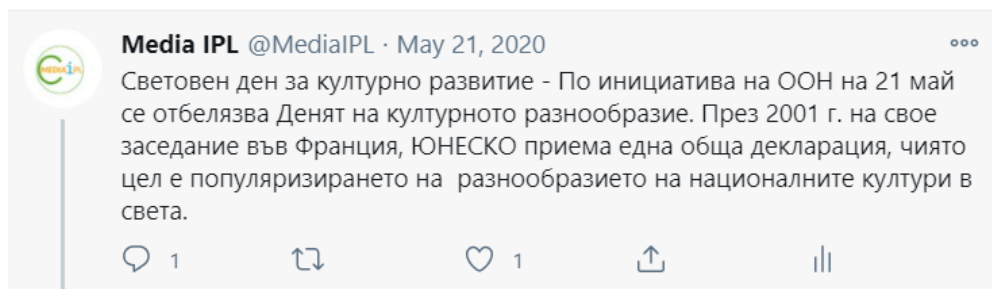 Media IPL @MediaIPL · May 21, 2020
Световен ден за културно развитие - По инициатива на ООН на 21 май
се отбелязва Денят на културното разнообразие. През 2001 г. на свое
заседание във Франция, ЮНЕСКО приема една обща декларация, чиято
цел е популяризирането на  разнообразието на националните култури в
света.
1 1